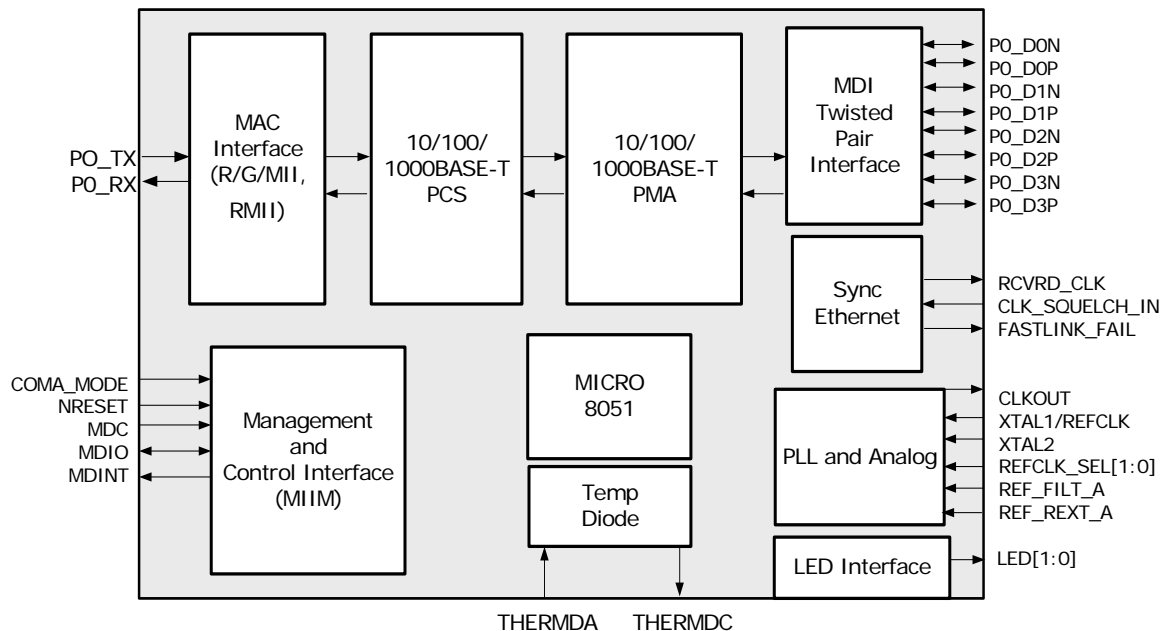 MAC
Interface
(R/G/MII,
RMII)
10/100/
1000BASE-T
PCS
10/100/
1000BASE-T
PMA
MDI
Twisted
Pair
Interface
PO_TX
P0_RX
P0_D0N
P0_D0P
P0_D1N
P0_D1P
P0_D2N
P0_D2P
P0_D3N
P0_D3P
Sync
Ethernet
RCVRD_CLK
CLK_SQUELCH_IN
FASTLINK_FAIL
COMA_MODE
NRESET
MDC
MDIO
MDINT
Management
and
Control Interface
(MIIM)
MICRO
8051
Temp
Diode
PLL and Analog
CLKOUT
XTAL1/REFCLK
XTAL2
REFCLK_SEL[1:0]
REF_FILT_A
REF_REXT_A
LED Interface
LED[1:0]
THERMDA
THERMDC